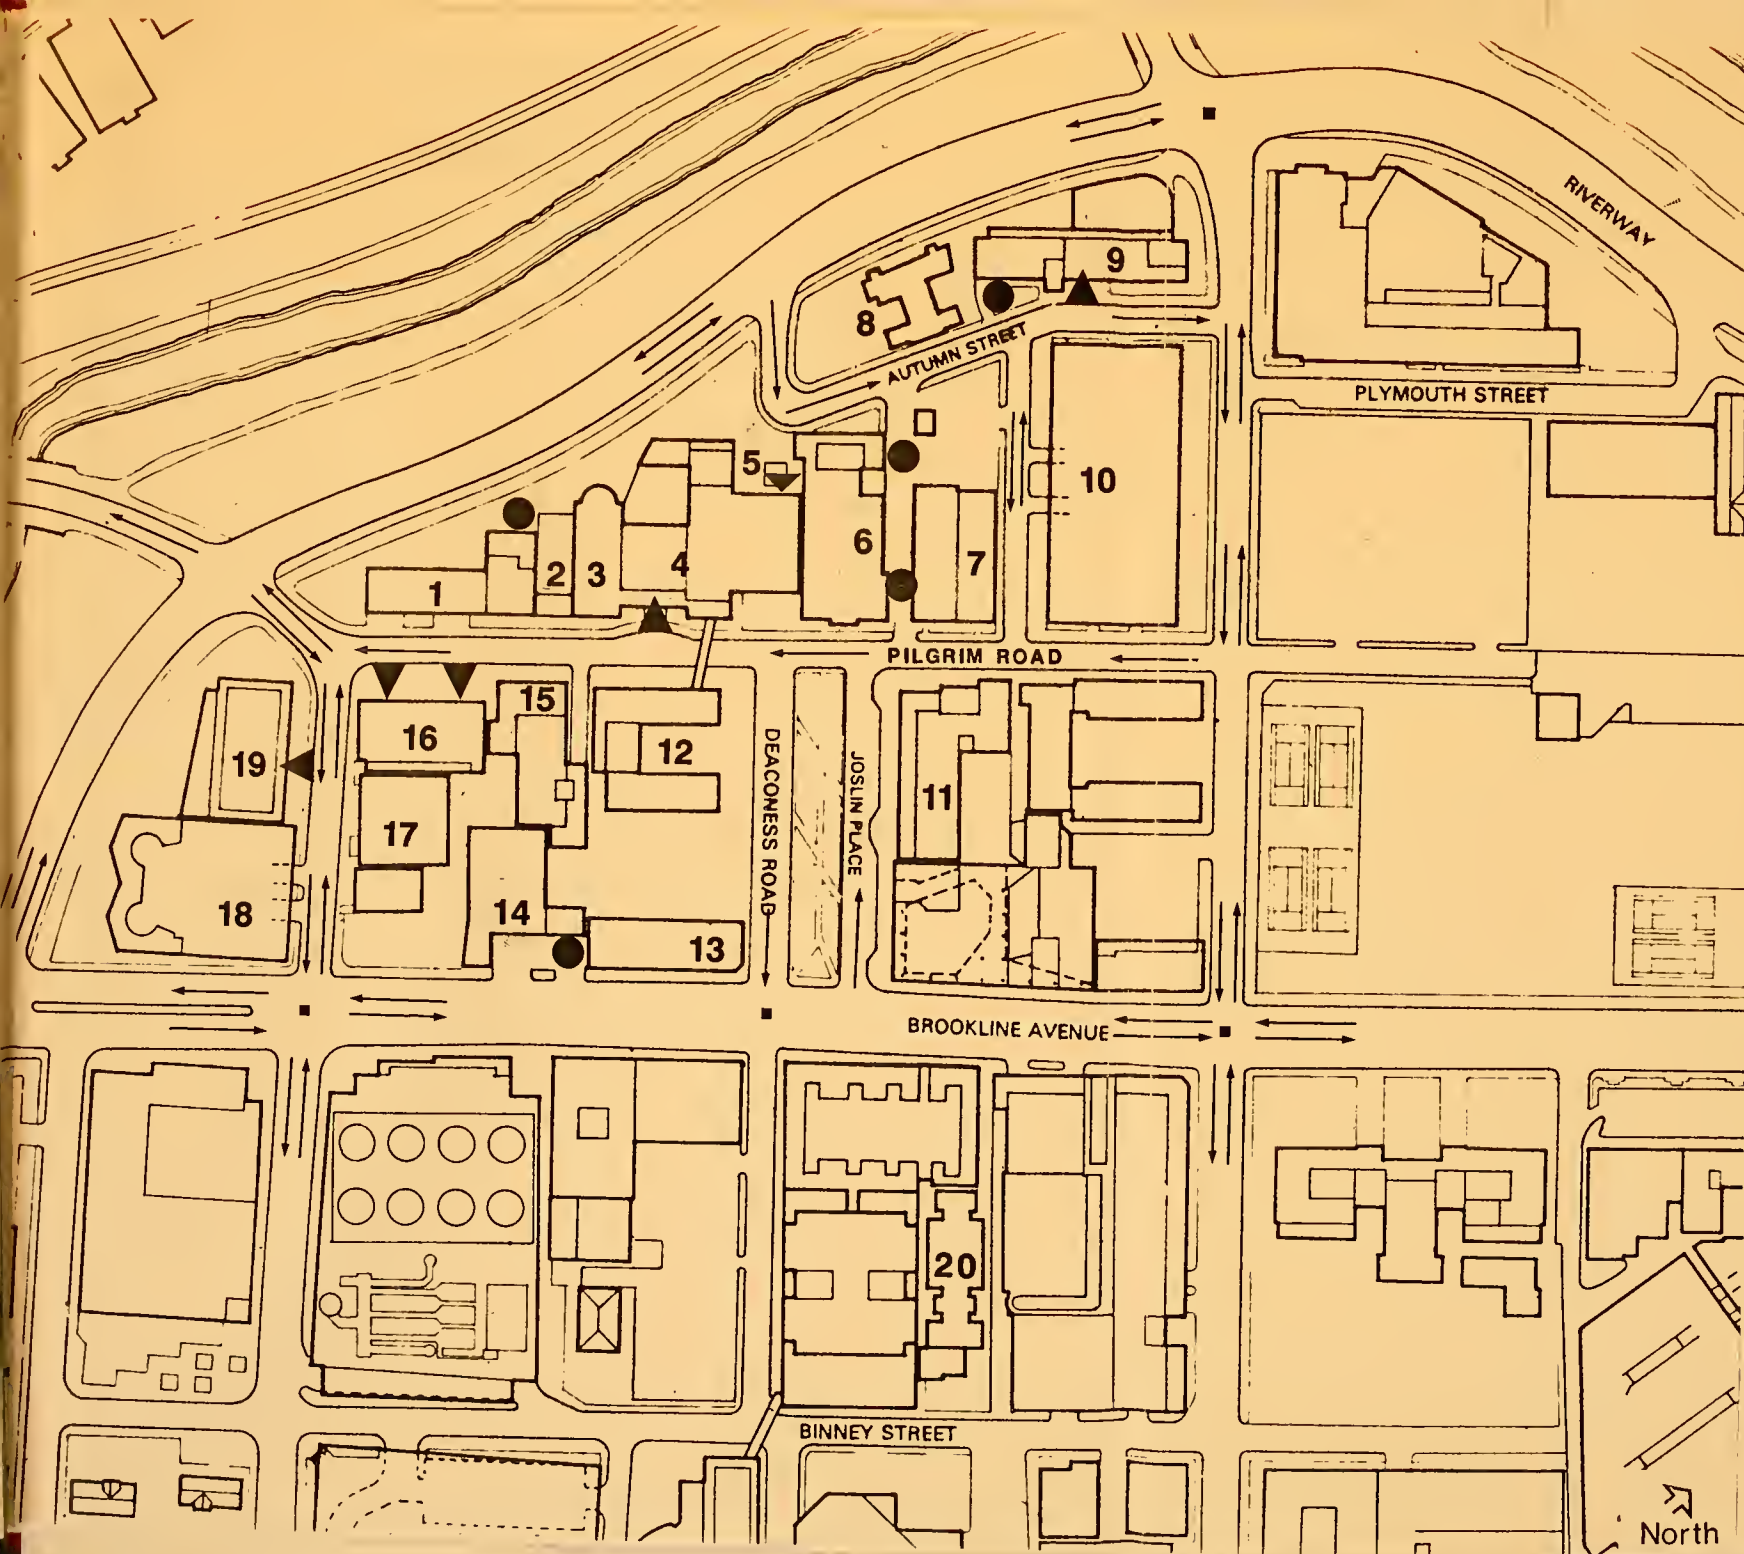 RIVERWAY
9
8
AUTUMN STREET
PLYMOUTH STREET
5
10
6
7
4
3
2
1
PILGRIM ROAD
15
16
12
19
DEACONESS ROAD
JOSLIN PLACE
11
17
18
14
13
BROOKLINE AVENUE
20
BINNEY STREET
North